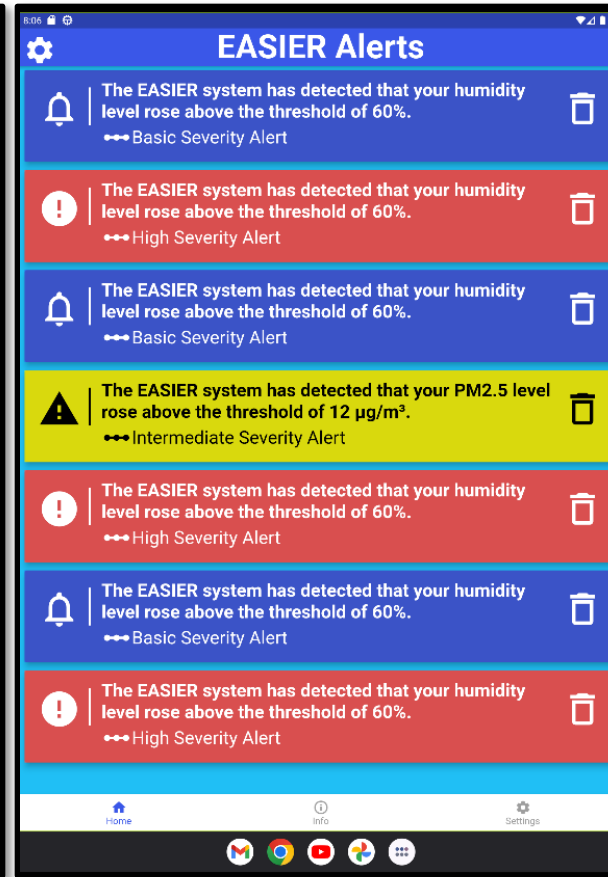 8:06
EASIER Alerts
The EASIER system has detected that your humidity
level rose above the threshold of 60%.
Basic Severity Alert
The EASIER system has detected that your humidity
level rose above the threshold of 60%.
High Severity Alert
The EASIER system has detected that your humidity
level rose above the threshold of 60%.
Basic Severity Alert
The EASIER system has detected that your PM2.5 level
rose above the threshold of 12 µg/m³.
Intermediate Severity Alert
The EASIER system has detected that your humidity
level rose above the threshold of 60%.
High Severity Alert
The EASIER system has detected that your humidity
level rose above the threshold of 60%.
Basic Severity Alert
The EASIER system has detected that your humidity
level rose above the threshold of 60%.
High Severity Alert
Home Info Settings